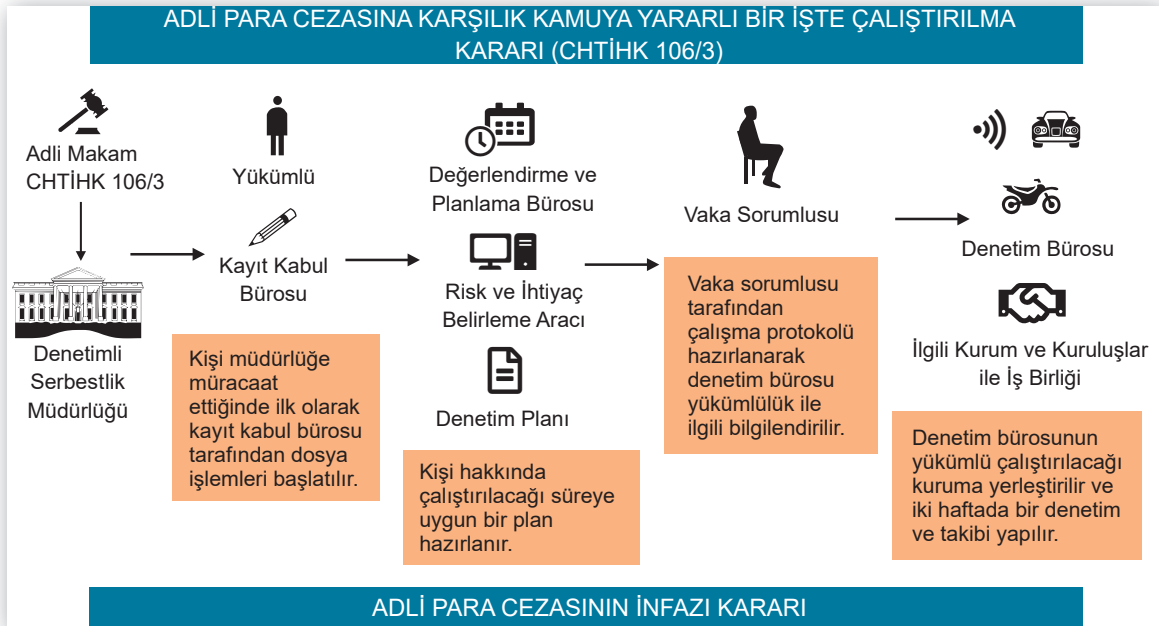 ADLİ PARA CEZASINA KARŞILIK KAMUYA YARARLI BİR İŞTE ÇALIŞTIRILMA
KARARI (CHTİHK 106/3)
Adli Makam
CHTİHK 106/3
Denetimli
Serbestlik
Müdürlüğü
Yükümlü
Kayıt Kabul
Bürosu
Kişi müdürlüğe
müracaat
ettiğinde ilk olarak
kayıt kabul bürosu
tarafından dosya
işlemleri başlatılır.
Değerlendirme ve
Planlama Bürosu
Risk ve İhtiyaç
Belirleme Aracı
Denetim Planı
Kişi hakkında
çalıştırılacağı süreye
uygun bir plan
hazırlanır.
Vaka Sorumlusu
Vaka sorumlusu
tarafından
çalışma protokolü
hazırlanarak
denetim bürosu
yükümlülük ile
ilgili bilgilendirilir.
Denetim Bürosu
İlgili Kurum ve Kuruluşlar
ile İş Birliği
Denetim bürosunun
yükümlü çalıştırılacağı
kuruma yerleştirilir ve
iki haftada bir denetim
ve takibi yapılır.
ADLİ PARA CEZASININ İNFAZI KARARI